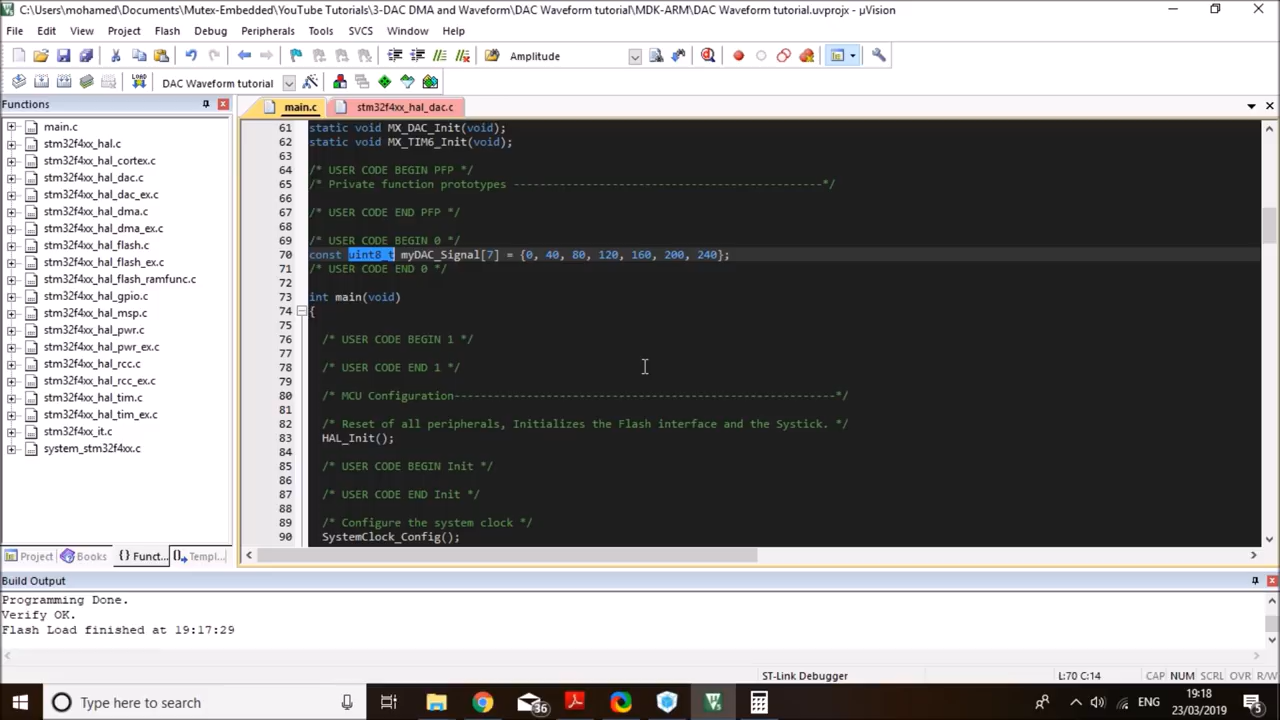 C:\Users\mohamed\Documents\Mutex-Embedded\YouTube Tutorials\3-DAC DMA and Waveform\DAC Waveform tutorial\MDK-ARM\DAC Waveform tutorial.uvprojx - µVision
File Edit View Project Flash Debug Peripherals Tools SVCS Window Help
Amplitude
LOAD DAC Waveform tutorial
Functions
main.c
stm32f4xx_hal.c
stm32f4xx_hal_cortex.c
stm32f4xx_hal_dac.c
stm32f4xx_hal_dac_ex.c
stm32f4xx_hal_dma.c
stm32f4xx_hal_dma_ex.c
stm32f4xx_hal_flash.c
stm32f4xx_hal_flash_ex.c
stm32f4xx_hal_flash_ramfunc.c
stm32f4xx_hal_gpio.c
stm32f4xx_hal_msp.c
stm32f4xx_hal_pwr.c
stm32f4xx_hal_pwr_ex.c
stm32f4xx_hal_rcc.c
stm32f4xx_hal_rcc_ex.c
stm32f4xx_hal_tim.c
stm32f4xx_hal_tim_ex.c
stm32f4xx_it.c
system_stm32f4xx.c
Project Books {} Funct... Templ...
main.c stm32f4xx_hal_dac.c
61 static void MX_DAC_Init(void);
62 static void MX_TIM6_Init(void);
63
64 /* USER CODE BEGIN PFP */
65 /* Private function prototypes -----------------------------------------------*/
66
67 /* USER CODE END PFP */
68
69 /* USER CODE BEGIN 0 */
70 const uint8_t myDAC_Signal[7] = {0, 40, 80, 120, 160, 200, 240};
71 /* USER CODE END 0 */
72
73 int main(void)
74 {
75
76 /* USER CODE BEGIN 1 */
77
78 /* USER CODE END 1 */
79
80 /* MCU Configuration----------------------------------------------------------*/
81
82 /* Reset of all peripherals, Initializes the Flash interface and the Systick. */
83 HAL_Init();
84
85 /* USER CODE BEGIN Init */
86
87 /* USER CODE END Init */
88
89 /* Configure the system clock */
90 SystemClock_Config();
Build Output
Programming Done.
Verify OK.
Flash Load finished at 19:17:29
ST-Link Debugger L:70 C:14 CAP NUM SCRL OVR R/W
Type here to search 36 ENG 19:18
23/03/2019 5